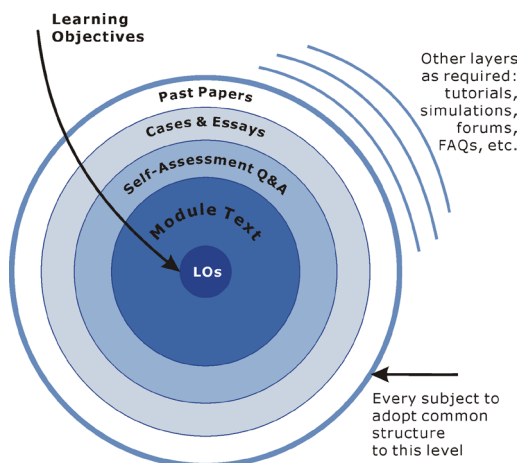 Learning
Objectives
Other layers
as required:
tutorials,
simulations,
forums,
FAQs, etc.
Past Papers
Cases & Essays
Self-Assessment Q&A
Module Text
LOs
Every subject to
adopt common
structure
to this level